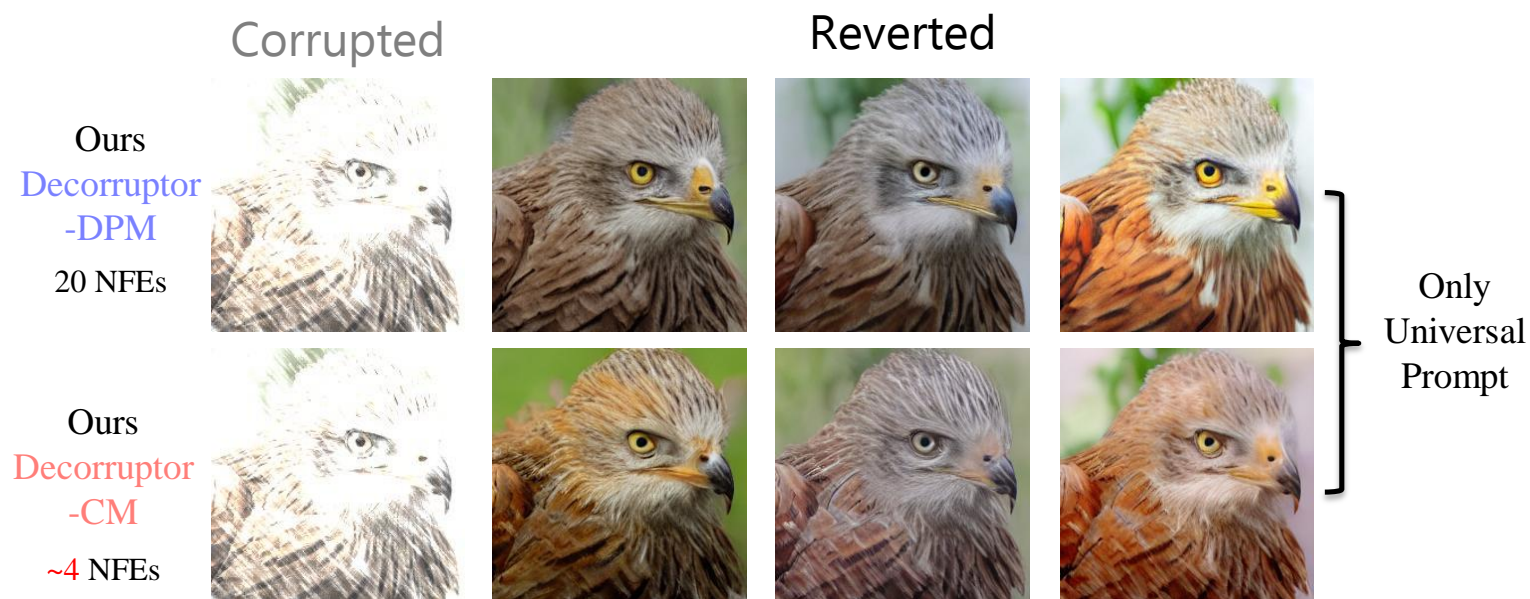 Corrupted
Reverted
Ours
Decorruptor
-DPM
20 NFEs
Ours
Decorruptor
-CM
~4 NFEs
Only
Universal
Prompt